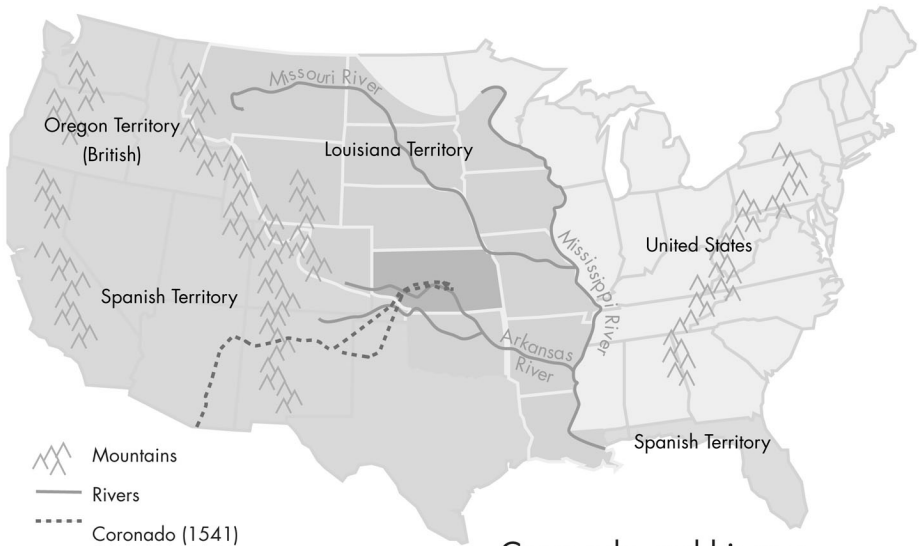 Missouri River
Oregon Territory
(British)
Louisiana Territory
United States
Mississippi River
Spanish Territory
Arkansas
River
Spanish Territory
Mountains
Rivers
Coronado (1541)